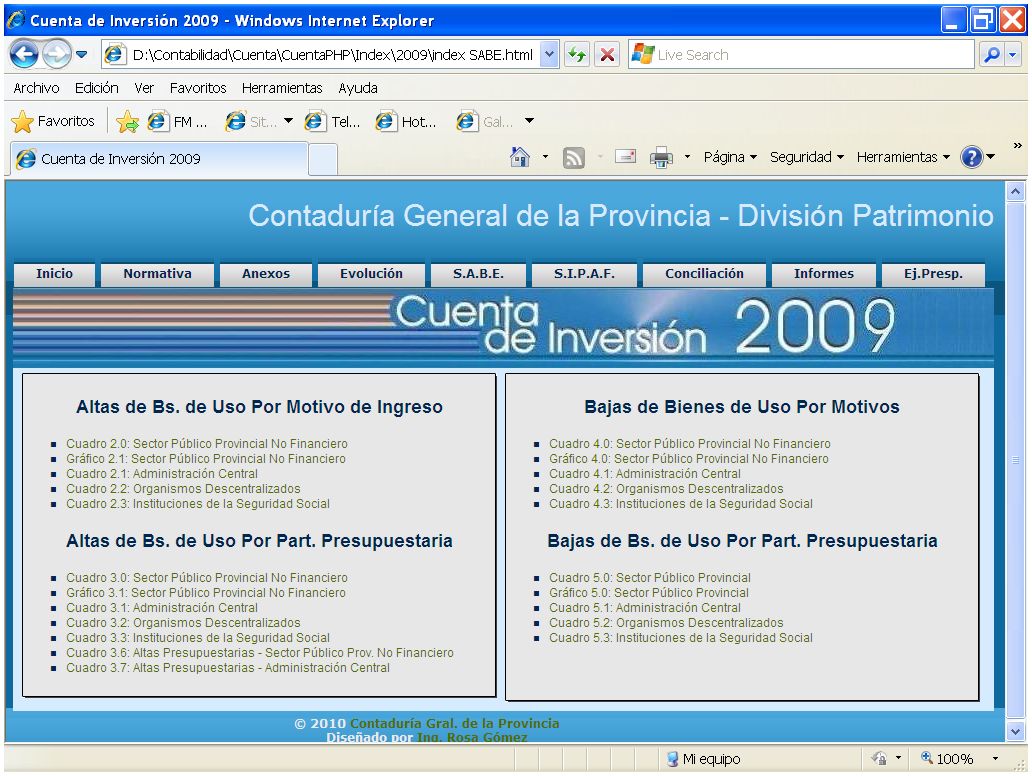 Cuenta de Inversión 2009 - Windows Internet Explorer
D:\Contabilidad\Cuenta\CuentaPHP\Index\2009\index SABE.html
Live Search
Archivo Edición Ver Favoritos Herramientas Ayuda
Favoritos FM ... Sit... Tel... Hot... Gal...
Cuenta de Inversión 2009
Página Seguridad Herramientas
Contaduría General de la Provincia - División Patrimonio
Inicio Normativa Anexos Evolución S.A.B.E. S.I.P.A.F. Conciliación Informes Ej.Presp.
Cuenta
de Inversión 2009
Altas de Bs. de Uso Por Motivo de Ingreso
Cuadro 2.0: Sector Público Provincial No Financiero
Gráfico 2.1: Sector Público Provincial No Financiero
Cuadro 2.1: Administración Central
Cuadro 2.2: Organismos Descentralizados
Cuadro 2.3: Instituciones de la Seguridad Social
Altas de Bs. de Uso Por Part. Presupuestaria
Cuadro 3.0: Sector Público Provincial No Financiero
Gráfico 3.1: Sector Público Provincial No Financiero
Cuadro 3.1: Administración Central
Cuadro 3.2: Organismos Descentralizados
Cuadro 3.3: Instituciones de la Seguridad Social
Cuadro 3.6: Altas Presupuestarias - Sector Público Prov. No Financiero
Cuadro 3.7: Altas Presupuestarias - Administración Central
Bajas de Bienes de Uso Por Motivos
Cuadro 4.0: Sector Público Provincial No Financiero
Gráfico 4.0: Sector Público Provincial No Financiero
Cuadro 4.1: Administración Central
Cuadro 4.2: Organismos Descentralizados
Cuadro 4.3: Instituciones de la Seguridad Social
Bajas de Bs. de Uso Por Part. Presupuestaria
Cuadro 5.0: Sector Público Provincial
Gráfico 5.0: Sector Público Provincial
Cuadro 5.1: Administración Central
Cuadro 5.2: Organismos Descentralizados
Cuadro 5.3: Instituciones de la Seguridad Social
© 2010 Contaduría Gral. de la Provincia
Diseñado por Ing. Rosa Gómez
Mi equipo 100%